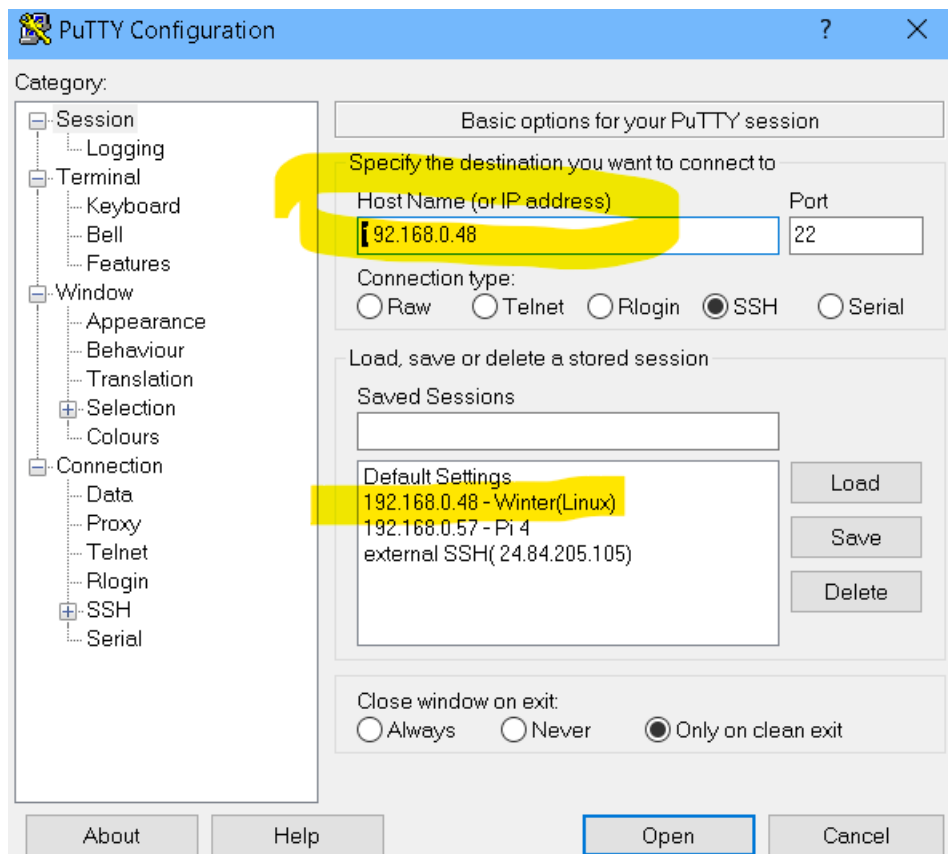 PuTTY Configuration
?
Category:
Session
Logging
Terminal
Keyboard
Bell
Features
Window
Appearance
Behaviour
Translation
Selection
Colours
Connection
Data
Proxy
Telnet
Rlogin
SSH
Serial
Basic options for your PuTTY session
Specify the destination you want to connect to
Host Name (or IP address) Port
92.168.0.48 22
Connection type:
Raw Telnet Rlogin SSH Serial
Load, save or delete a stored session
Saved Sessions
Default Settings
192.168.0.48 - Winter(Linux)
192.168.0.57 - Pi 4
external SSH( 24.84.205.105)
Load
Save
Delete
Close window on exit:
Always Never Only on clean exit
About Help Open Cancel